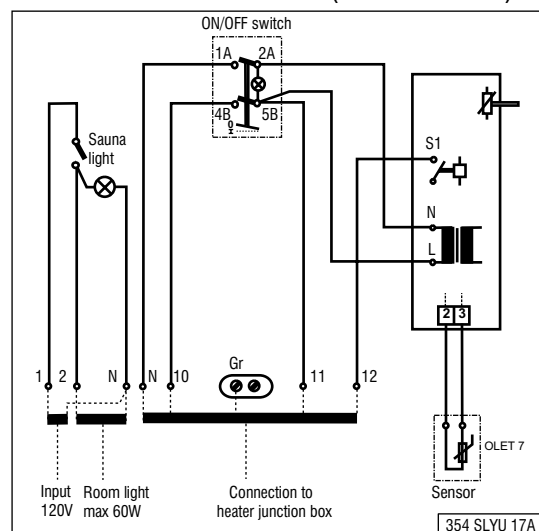 ON/OFF switch
1A 2A
4B 5B
0
I
Sauna
light
S1
N
L
2 3
Gr
1 2 N N 10 11 12
OLET 7
Input
120V
Room light
max 60W
Connection to
heater junction box
Sensor
354 SLYU 17A